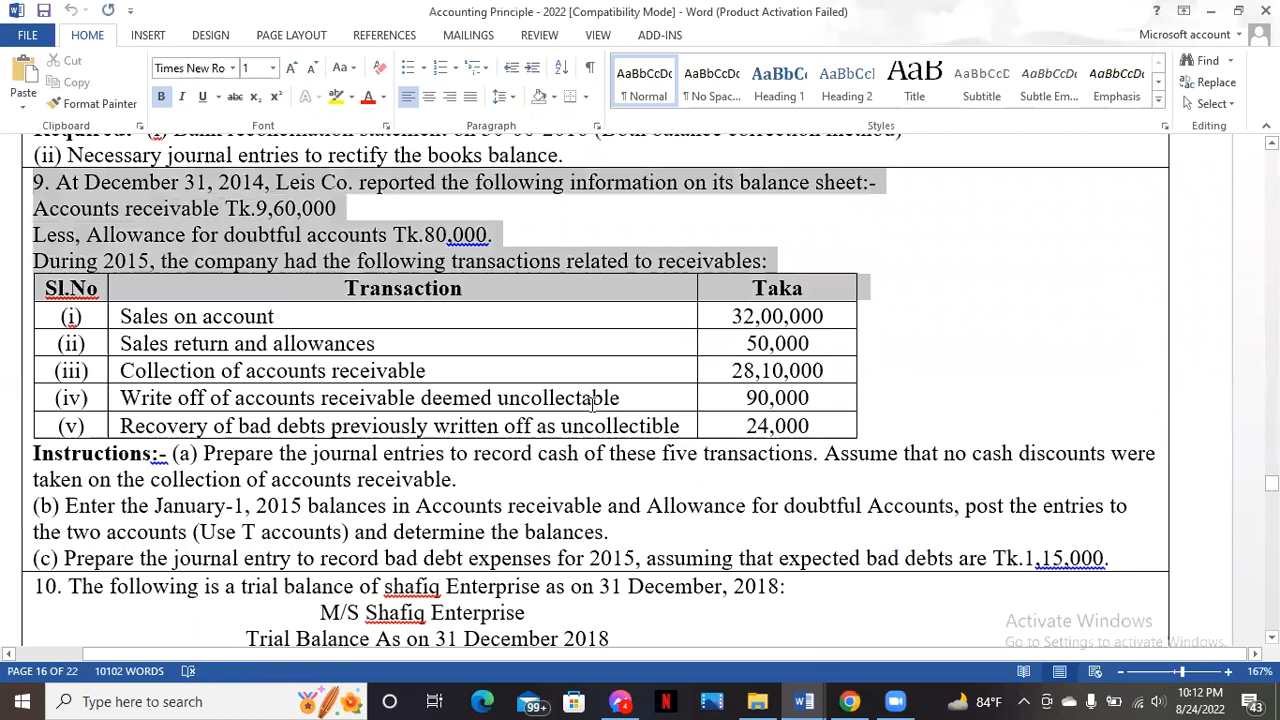 Accounting Principle - 2022 [Compatibility Mode] - Word (Product Activation Failed)
FILE HOME INSERT DESIGN PAGE LAYOUT REFERENCES MAILINGS REVIEW VIEW ADD-INS Microsoft account
Cut
Copy
Format Painter
Paste
Clipboard
Times New Ro 1
Font
Paragraph
AaBbCcDc AaBbCcDc AaBbCc AaBbCcI AaB AaBbCcDc AaBbCcDc AaBbCcDc
¶ Normal ¶ No Spac... Heading 1 Heading 2 Title Subtitle Subtle Em... Emphasis
Styles
Find
Replace
Select
Editing
(ii) Necessary journal entries to rectify the books balance.
9. At December 31, 2014, Leis Co. reported the following information on its balance sheet:-
Accounts receivable Tk.9,60,000
Less, Allowance for doubtful accounts Tk.80,000.
During 2015, the company had the following transactions related to receivables:
Sl.No Transaction Taka
(i) Sales on account 32,00,000
(ii) Sales return and allowances 50,000
(iii) Collection of accounts receivable 28,10,000
(iv) Write off of accounts receivable deemed uncollectable 90,000
(v) Recovery of bad debts previously written off as uncollectible 24,000
Instructions:- (a) Prepare the journal entries to record cash of these five transactions. Assume that no cash discounts were
taken on the collection of accounts receivable.
(b) Enter the January-1, 2015 balances in Accounts receivable and Allowance for doubtful Accounts, post the entries to
the two accounts (Use T accounts) and determine the balances.
(c) Prepare the journal entry to record bad debt expenses for 2015, assuming that expected bad debts are Tk.1,15,000.
10. The following is a trial balance of shafiq Enterprise as on 31 December, 2018:
M/S Shafiq Enterprise
Trial Balance As on 31 December 2018
Activate Windows
Go to Settings to activate Windows.
PAGE 16 OF 22 10102 WORDS 167%
Type here to search 99+ 4 84°F 10:12 PM
8/24/2022 43